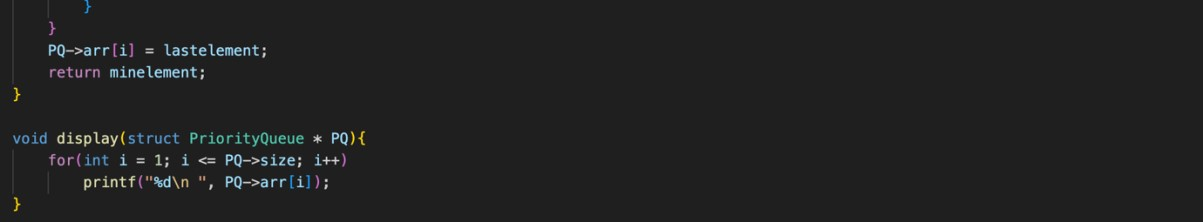 }
}
PQ->arr[i] = lastelement;
return minelement;
}
void display(struct PriorityQueue * PQ){
for(int i = 1; i <= PQ->size; i++)
printf("%d\n ", PQ->arr[i]);
}